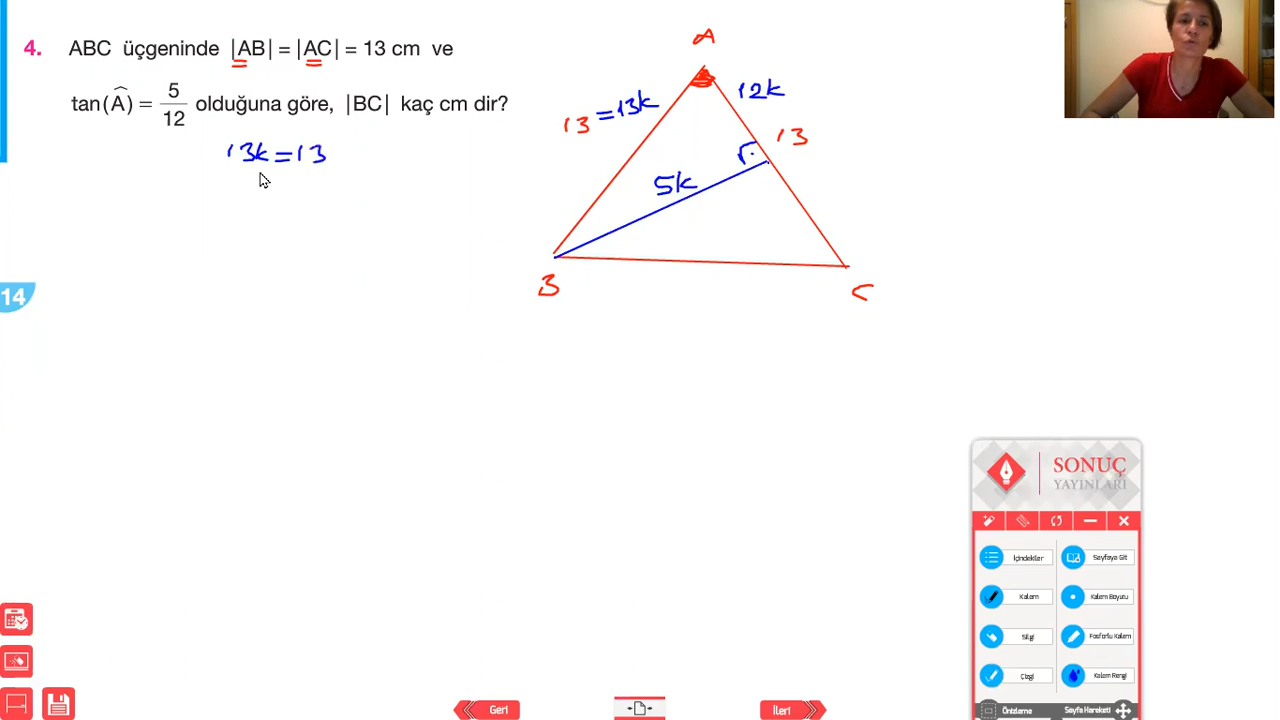 4. ABC üçgeninde |AB| = |AC| = 13 cm ve
tan(Â) = 5/12 olduğuna göre, |BC| kaç cm dir?
13k = 13
A
12k
13 = 13k
13
5k
B
C
14
SONUÇ
YAYINLARI
İçindekiler
Sayfaya Git
Kalem
Kalem Boyutu
Silgi
Fosforlu Kalem
Çizgi
Kalem Rengi
Önizleme
Sayfa Hareketi
Geri
İleri